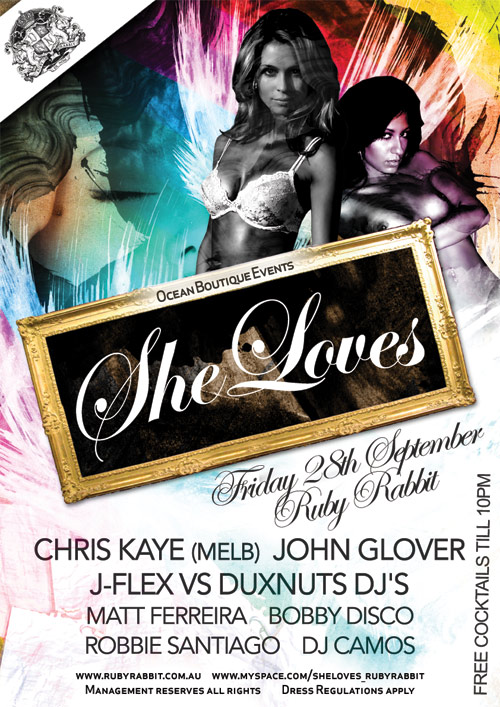 Ocean Boutique Events
She Loves
Friday 28th September
Ruby Rabbit
CHRIS KAYE (MELB) JOHN GLOVER
J-FLEX VS DUXNUTS DJ'S
MATT FERREIRA BOBBY DISCO
ROBBIE SANTIAGO DJ CAMOS
FREE COCKTAILS TILL 10PM
www.rubyrabbit.com.au www.myspace.com/sheloves_rubyrabbit
Management reserves all rights Dress Regulations apply